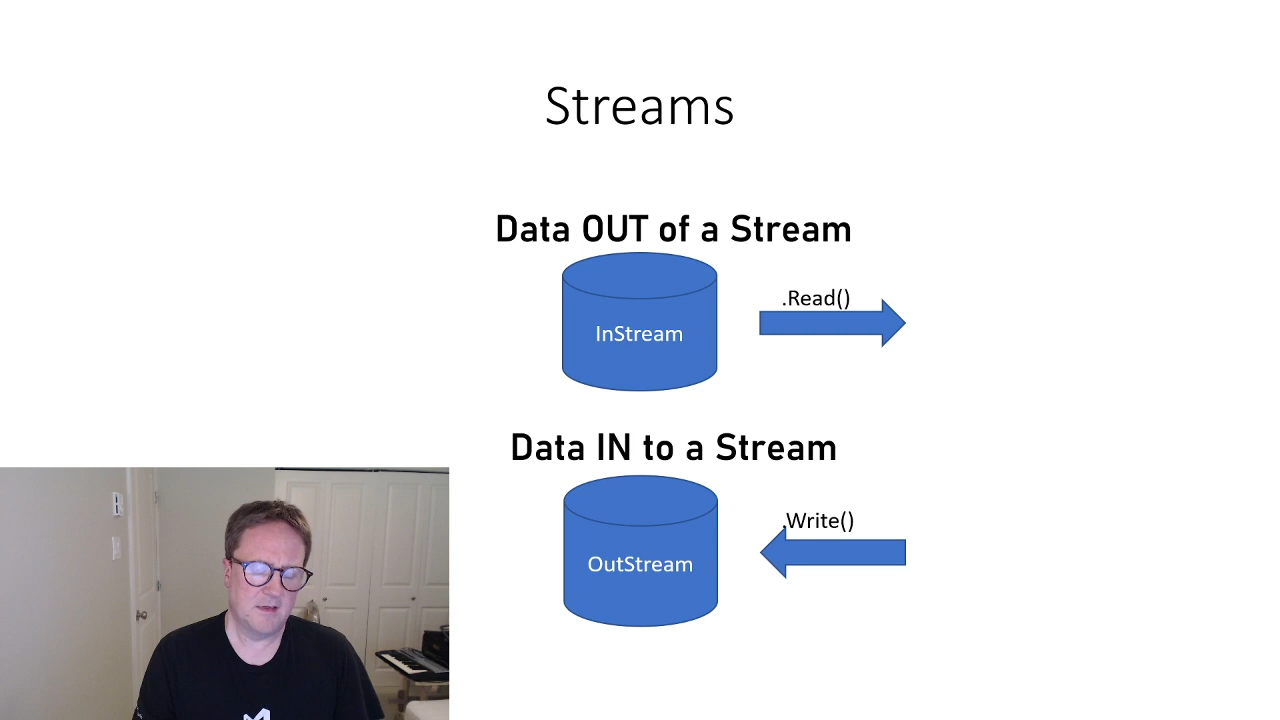 Streams
Data OUT of a Stream
.Read()
InStream
Data IN to a Stream
.Write()
OutStream